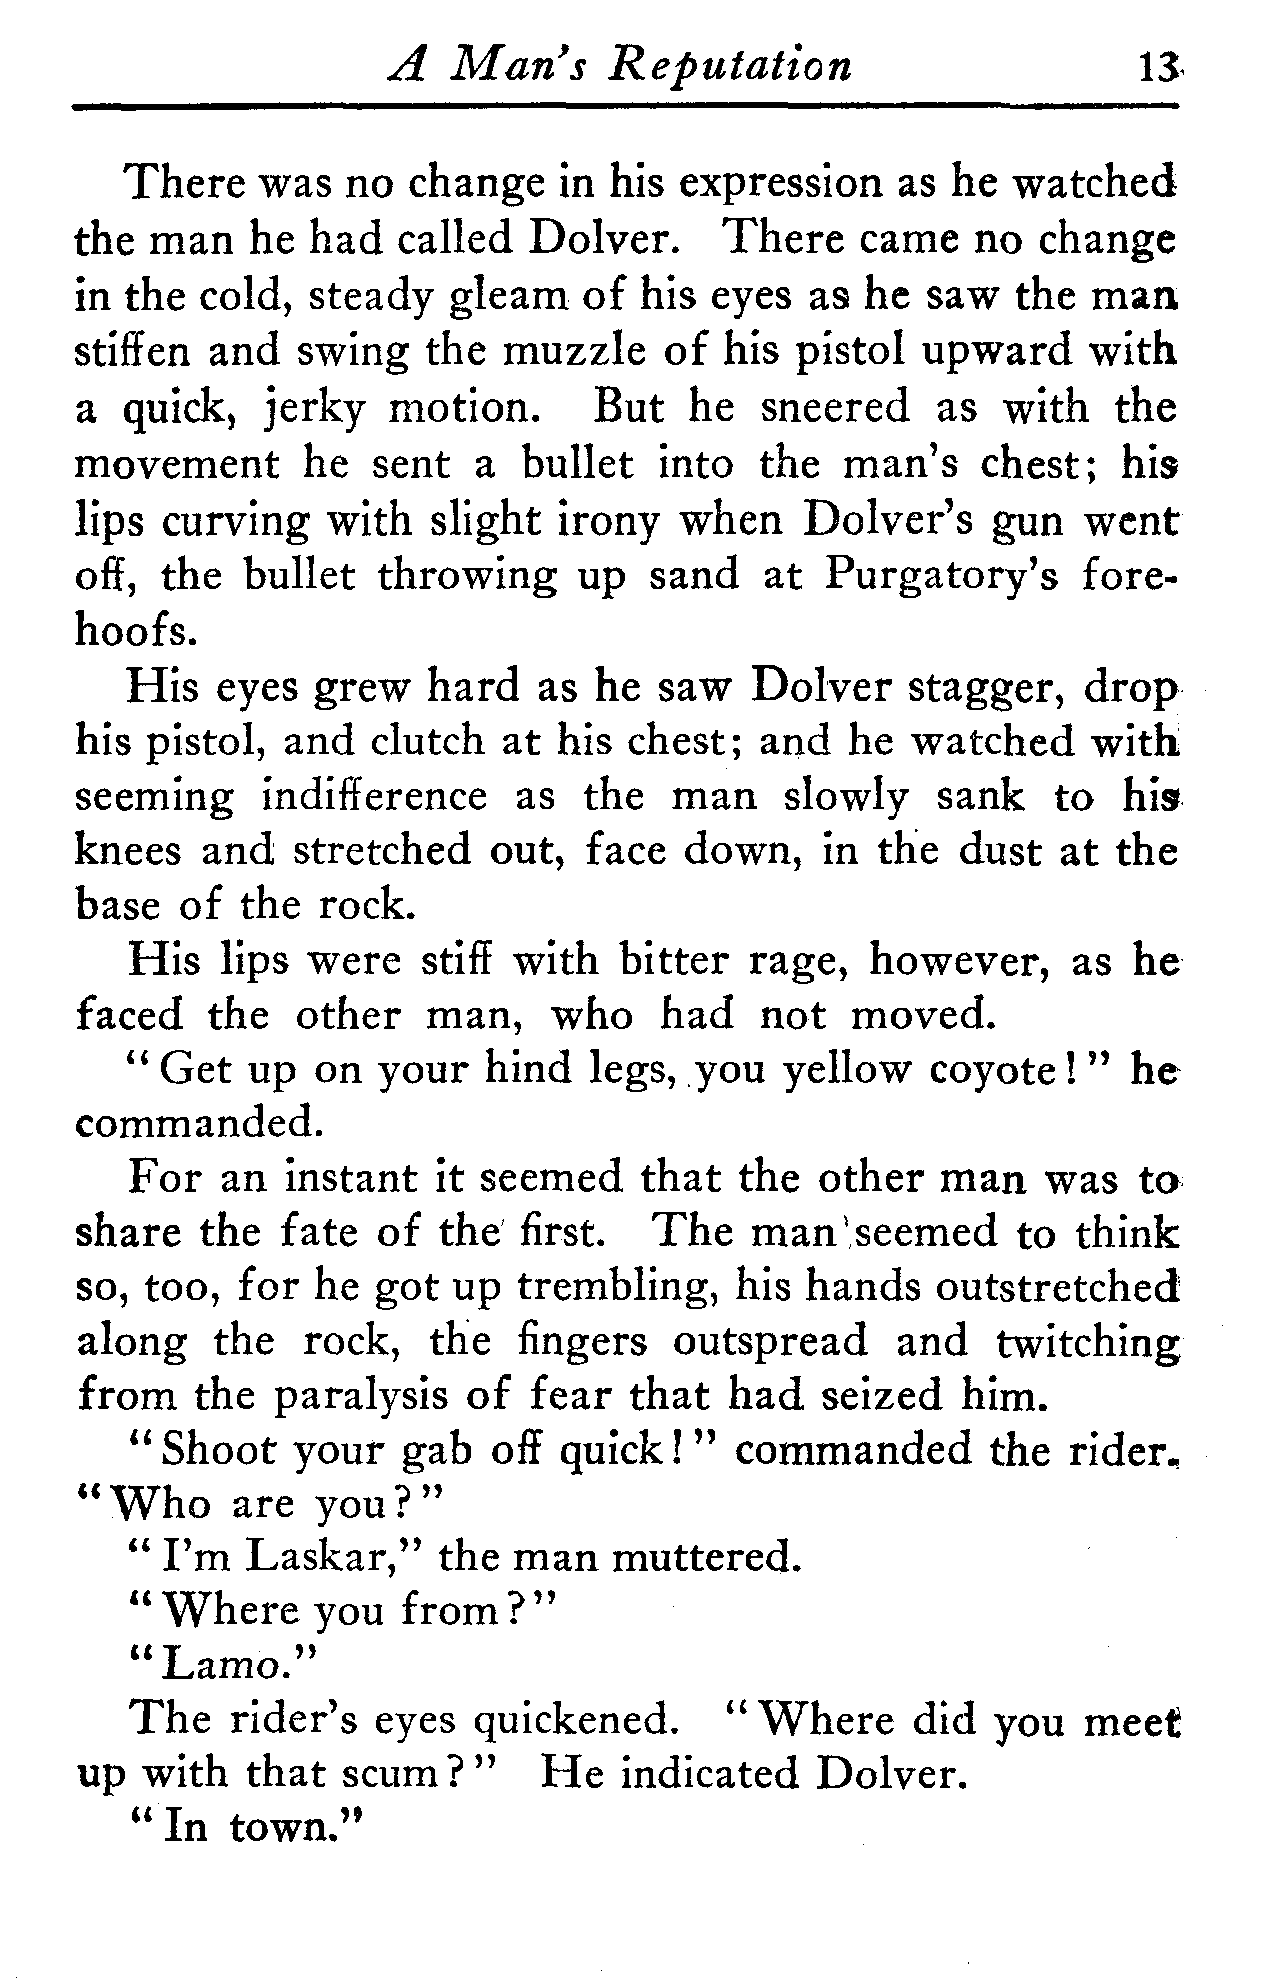 A Man's Reputation 13
There was no change in his expression as he watched
the man he had called Dolver. There came no change
in the cold, steady gleam of his eyes as he saw the man
stiffen and swing the muzzle of his pistol upward with
a quick, jerky motion. But he sneered as with the
movement he sent a bullet into the man's chest; his
lips curving with slight irony when Dolver's gun went
off, the bullet throwing up sand at Purgatory's fore-
hoofs.
His eyes grew hard as he saw Dolver stagger, drop
his pistol, and clutch at his chest; and he watched with
seeming indifference as the man slowly sank to his
knees and stretched out, face down, in the dust at the
base of the rock.
His lips were stiff with bitter rage, however, as he
faced the other man, who had not moved.
"Get up on your hind legs, you yellow coyote!" he
commanded.
For an instant it seemed that the other man was to
share the fate of the first. The man seemed to think
so, too, for he got up trembling, his hands outstretched
along the rock, the fingers outspread and twitching
from the paralysis of fear that had seized him.
"Shoot your gab off quick!" commanded the rider.
"Who are you?"
"I'm Laskar," the man muttered.
"Where you from?"
"Lamo."
The rider's eyes quickened. "Where did you meet
up with that scum?" He indicated Dolver.
"In town."